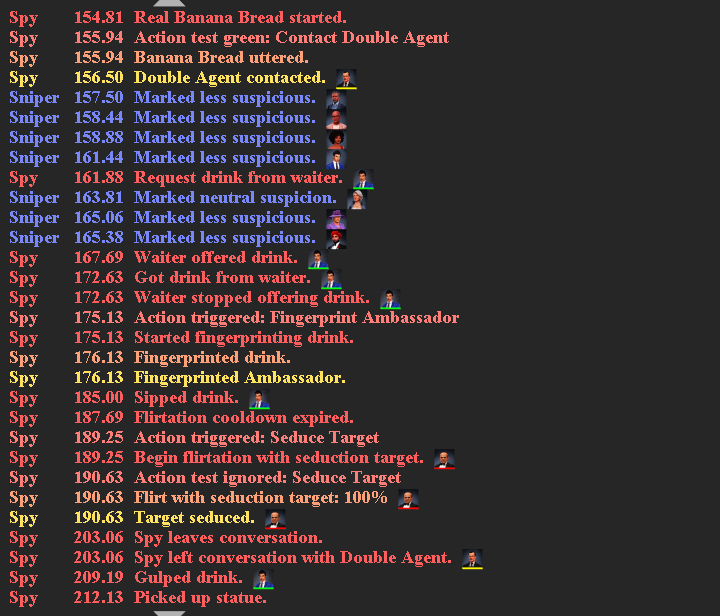 Spy 154.81 Real Banana Bread started.
Spy 155.94 Action test green: Contact Double Agent
Spy 155.94 Banana Bread uttered.
Spy 156.50 Double Agent contacted.
Sniper 157.50 Marked less suspicious.
Sniper 158.44 Marked less suspicious.
Sniper 158.88 Marked less suspicious.
Sniper 161.44 Marked less suspicious.
Spy 161.88 Request drink from waiter.
Sniper 163.81 Marked neutral suspicion.
Sniper 165.06 Marked less suspicious.
Sniper 165.38 Marked less suspicious.
Spy 167.69 Waiter offered drink.
Spy 172.63 Got drink from waiter.
Spy 172.63 Waiter stopped offering drink.
Spy 175.13 Action triggered: Fingerprint Ambassador
Spy 175.13 Started fingerprinting drink.
Spy 176.13 Fingerprinted drink.
Spy 176.13 Fingerprinted Ambassador.
Spy 185.00 Sipped drink.
Spy 187.69 Flirtation cooldown expired.
Spy 189.25 Action triggered: Seduce Target
Spy 189.25 Begin flirtation with seduction target.
Spy 190.63 Action test ignored: Seduce Target
Spy 190.63 Flirt with seduction target: 100%
Spy 190.63 Target seduced.
Spy 203.06 Spy leaves conversation.
Spy 203.06 Spy left conversation with Double Agent.
Spy 209.19 Gulped drink.
Spy 212.13 Picked up statue.